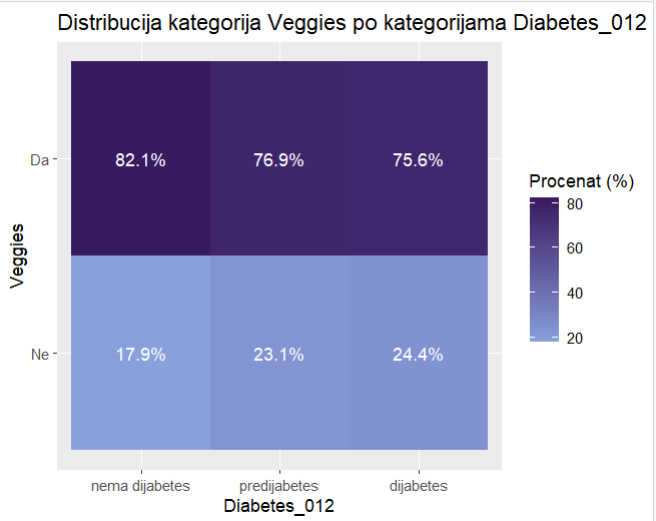 Distribucija kategorija Veggies po kategorijama Diabetes_012
Veggies
Da
82.1%
76.9%
75.6%
Ne
17.9%
23.1%
24.4%
nema dijabetes
predijabetes
dijabetes
Diabetes_012
Procenat (%)
80
60
40
20